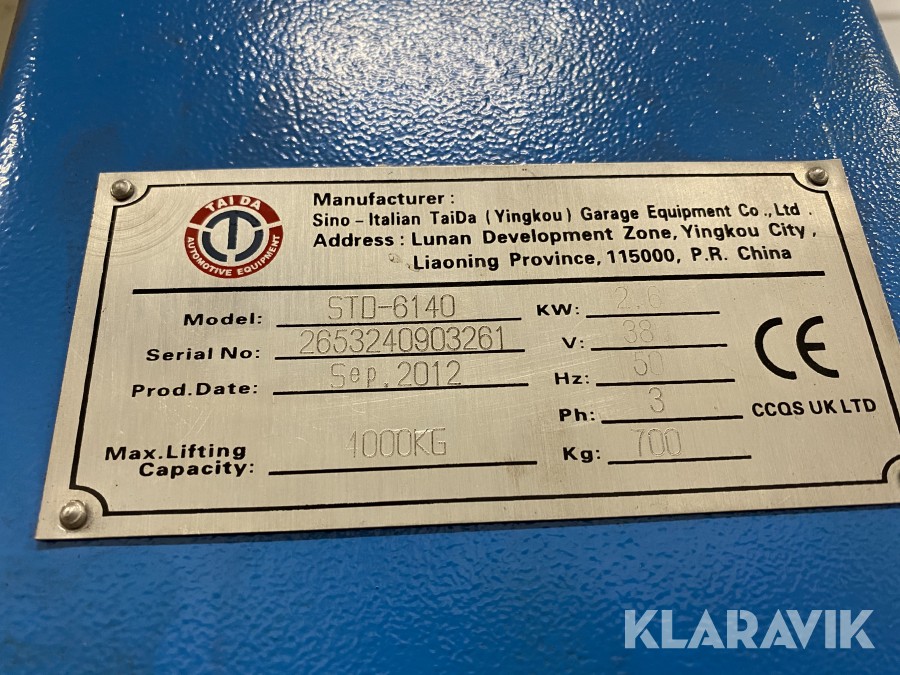 TAI DA
AUTOMOTIVE EQUIPMENT
Manufacturer :
Sino - Italian TaiDa ( Yingkou ) Garage Equipment Co ., Ltd .
Address : Lunan Development Zone, Yingkou City ,
Liaoning Province, 115000, P.R. China
Model: STD-6140
Serial No: 2653240903261
Prod.Date: Sep. 2012
Max.Lifting
Capacity: 4000KG
KW: 2.6
V: 38
Hz: 50
Ph: 3
Kg: 700
CE
CCQS UK LTD
KLARAVIK